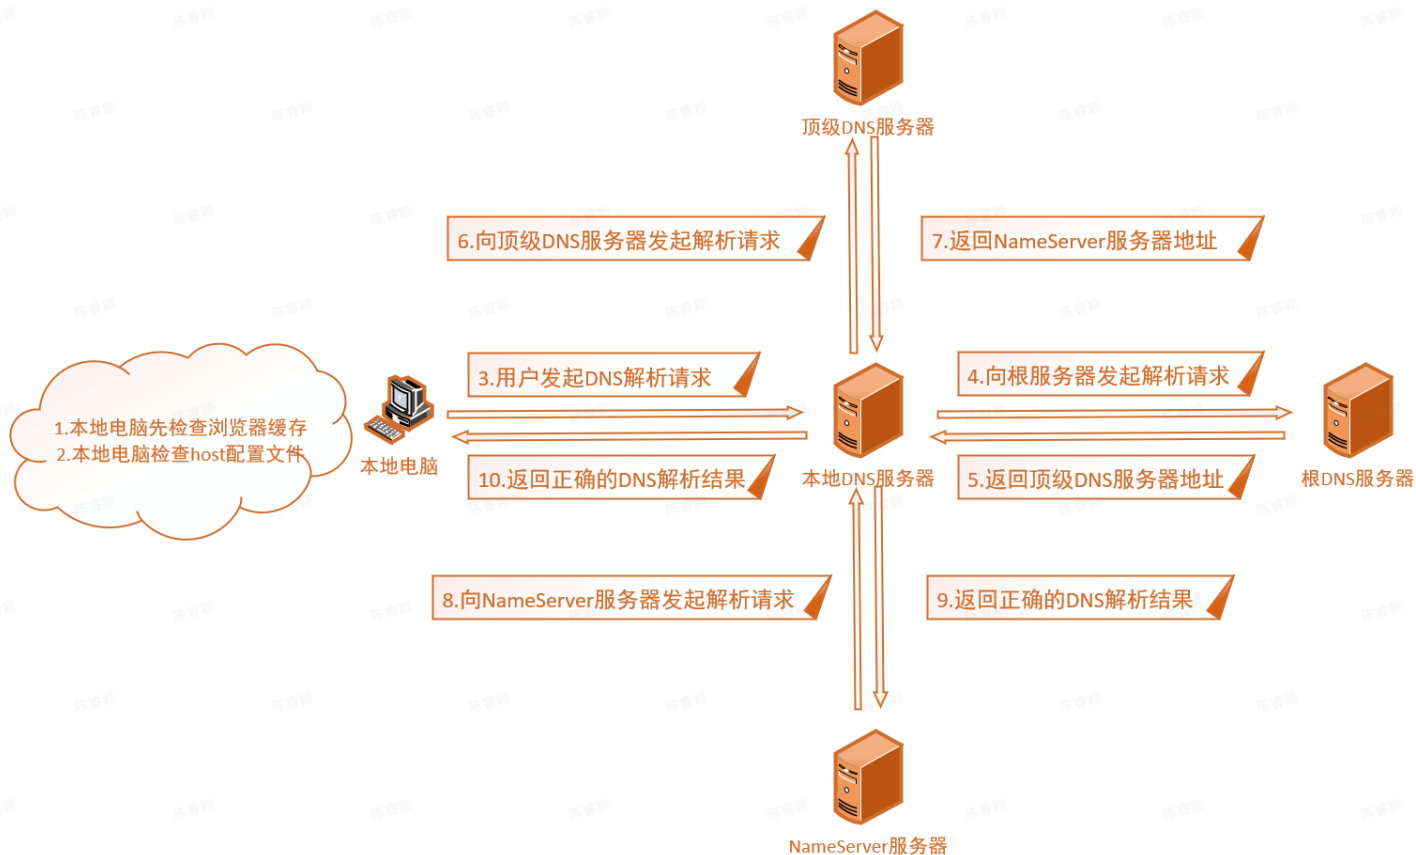 顶级DNS服务器
6.向顶级DNS服务器发起解析请求
7.返回NameServer服务器地址
3.用户发起DNS解析请求
4.向根服务器发起解析请求
1.本地电脑先检查浏览器缓存
2.本地电脑检查host配置文件
本地电脑
10.返回正确的DNS解析结果
本地DNS服务器
5.返回顶级DNS服务器地址
根DNS服务器
8.向NameServer服务器发起解析请求
9.返回正确的DNS解析结果
NameServer服务器
陈睿颖